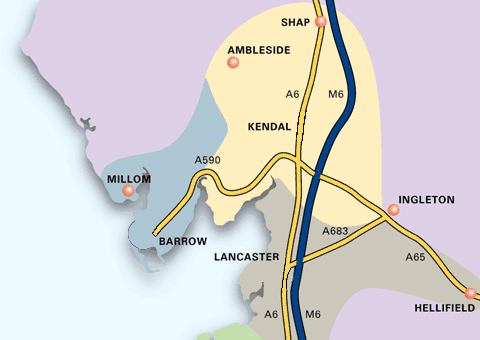 SHAP
AMBLESIDE
A6
M6
KENDAL
A590
MILLOM
INGLETON
A683
BARROW
LANCASTER
A65
HELLIFIELD
A6
M6